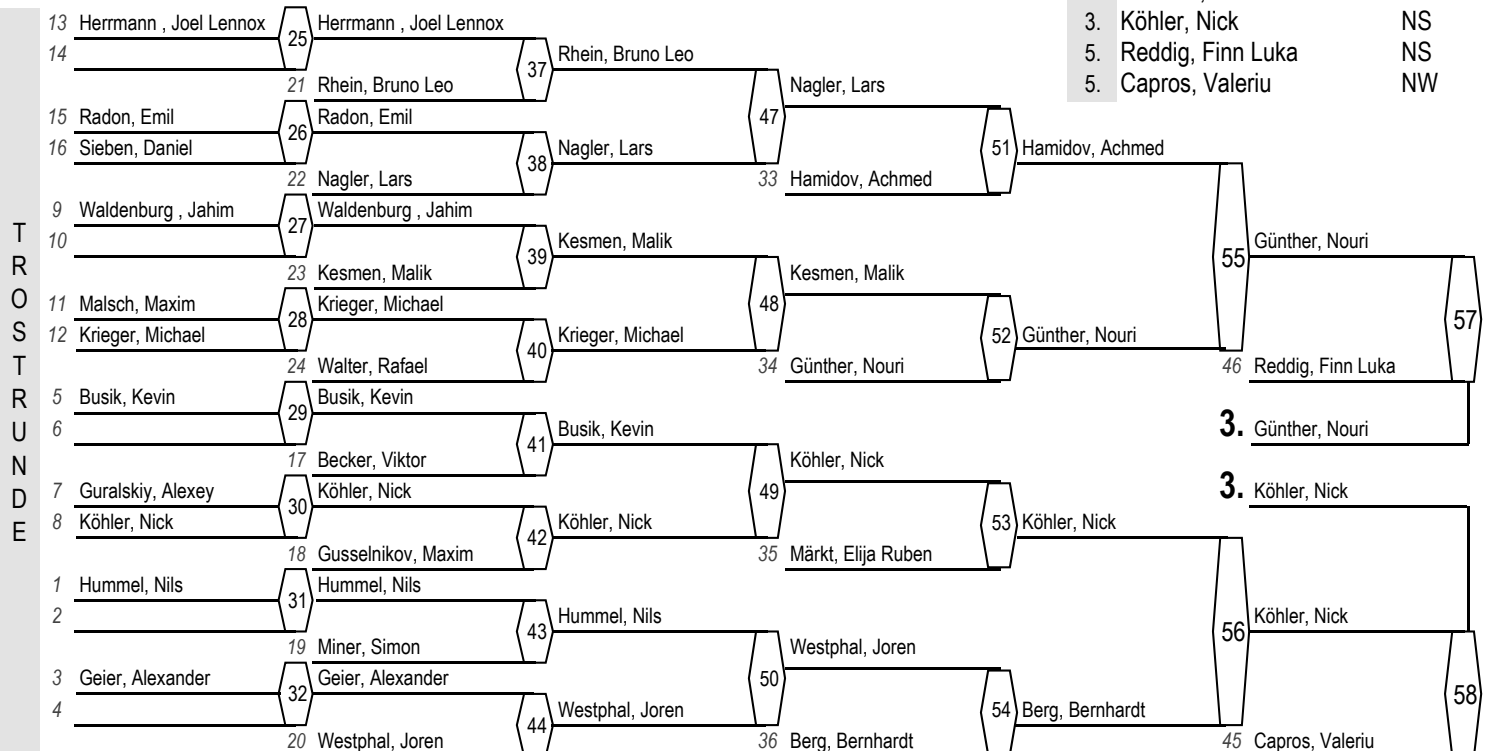 3. Köhler, Nick NS
5. Reddig, Finn Luka NS
5. Capros, Valeriu NW
TROSTRUNDE
13 Herrmann , Joel Lennox 25 Herrmann , Joel Lennox
14 37 Rhein, Bruno Leo
21 Rhein, Bruno Leo 47 Nagler, Lars
15 Radon, Emil 26 Radon, Emil
16 Sieben, Daniel 38 Nagler, Lars 51 Hamidov, Achmed
22 Nagler, Lars 33 Hamidov, Achmed
9 Waldenburg , Jahim 27 Waldenburg , Jahim
10 39 Kesmen, Malik 55 Günther, Nouri
23 Kesmen, Malik 48 Kesmen, Malik
11 Malsch, Maxim 28 Krieger, Michael
12 Krieger, Michael 40 Krieger, Michael 52 Günther, Nouri 57
24 Walter, Rafael 34 Günther, Nouri 46 Reddig, Finn Luka
5 Busik, Kevin 29 Busik, Kevin
6 41 Busik, Kevin 3. Günther, Nouri
17 Becker, Viktor 49 Köhler, Nick
7 Guralskiy, Alexey 30 Köhler, Nick 3. Köhler, Nick
8 Köhler, Nick 42 Köhler, Nick 53 Köhler, Nick
18 Gusselnikov, Maxim 35 Märkt, Elija Ruben
1 Hummel, Nils 31 Hummel, Nils
2 43 Hummel, Nils 56 Köhler, Nick
19 Miner, Simon 50 Westphal, Joren
3 Geier, Alexander 32 Geier, Alexander 58
4 44 Westphal, Joren 54 Berg, Bernhardt
20 Westphal, Joren 36 Berg, Bernhardt 45 Capros, Valeriu